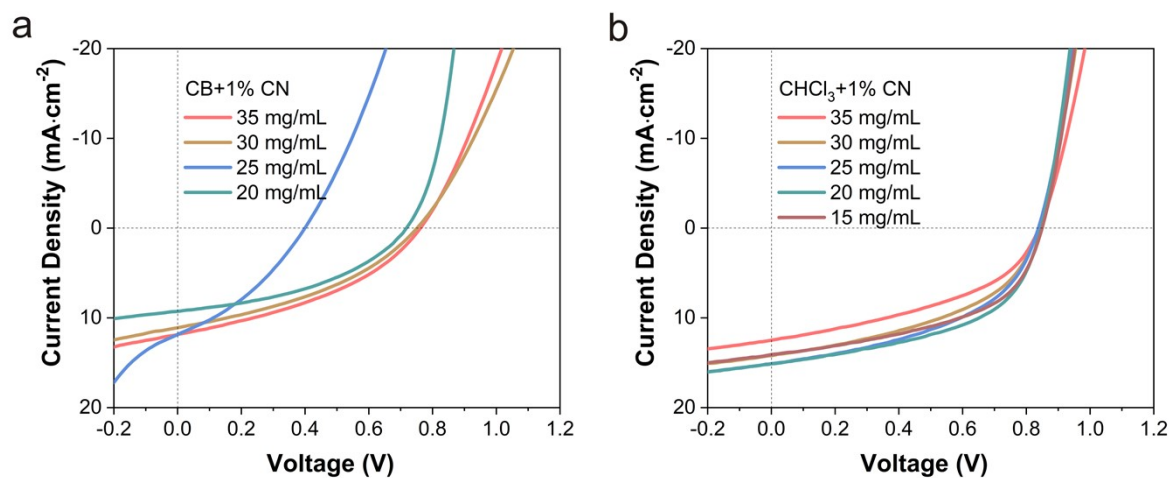 a
Current Density (mA·cm⁻²)
-20
-10
0
10
20
CB+1% CN
35 mg/mL
30 mg/mL
25 mg/mL
20 mg/mL
-0.2 0.0 0.2 0.4 0.6 0.8 1.0 1.2
Voltage (V)
b
Current Density (mA·cm⁻²)
-20
-10
0
10
20
CHCl₃+1% CN
35 mg/mL
30 mg/mL
25 mg/mL
20 mg/mL
15 mg/mL
-0.2 0.0 0.2 0.4 0.6 0.8 1.0 1.2
Voltage (V)